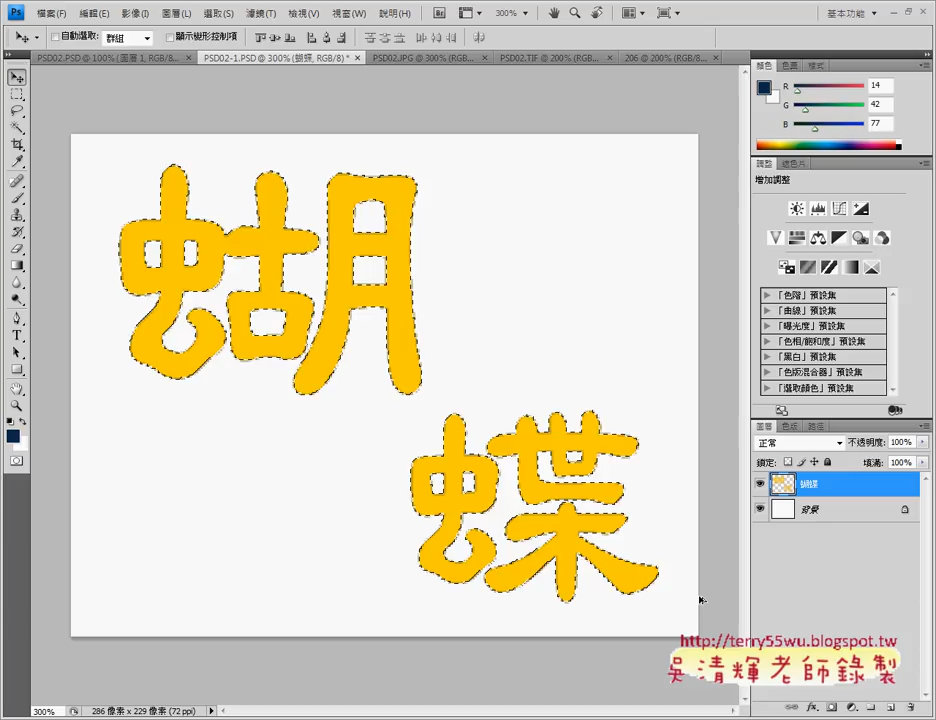 Ps 檔案(F) 編輯(E) 影像(I) 圖層(L) 選取(S) 濾鏡(T) 檢視(V) 視窗(W) 說明(H) Br 300% 基本功能
自動選取: 群組 顯示變形控制項
PSD02.PSD @ 100% (圖層 1, RGB/8) * PSD02-1.PSD @ 300% (蝴蝶, RGB/8) * PSD02.JPG @ 300% (RGB/8*) PSD02.TIF @ 200% (RGB/8*) 206 @ 200% (RGB/8*)
顏色 色票 樣式
R 14
G 42
B 77
調整 遮色片
增加調整
「色階」預設集
「曲線」預設集
「曝光度」預設集
「色相/飽和度」預設集
「黑白」預設集
「色版混合器」預設集
「選取顏色」預設集
圖層 色版 路徑
正常 不透明度: 100%
鎖定: 填滿: 100%
蝴蝶
背景
蝴
蝶
http://terry55wu.blogspot.tw
吳清輝老師錄製
300% 286 像素 x 229 像素 (72 ppi)